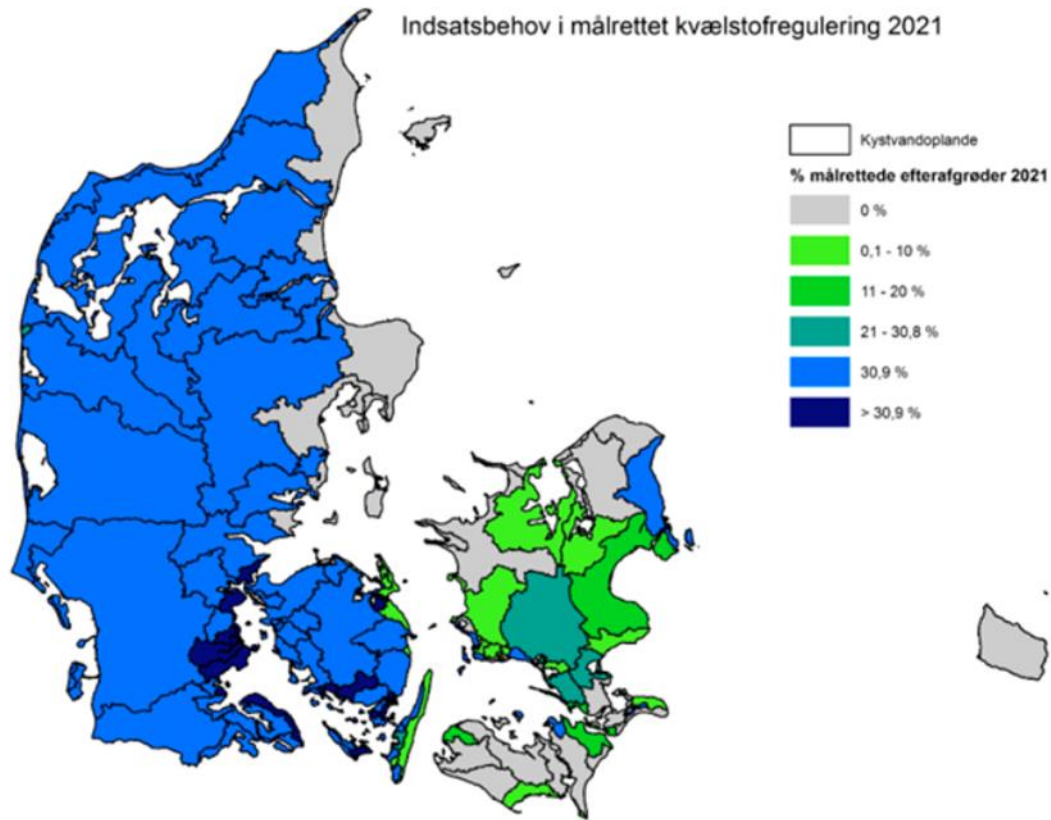 Indsatsbehov i målrettet kvælstofregulering 2021
Kystvandoplande
% målrettede efterafgrøder 2021
0 %
0,1 - 10 %
11 - 20 %
21 - 30,8 %
30,9 %
> 30,9 %